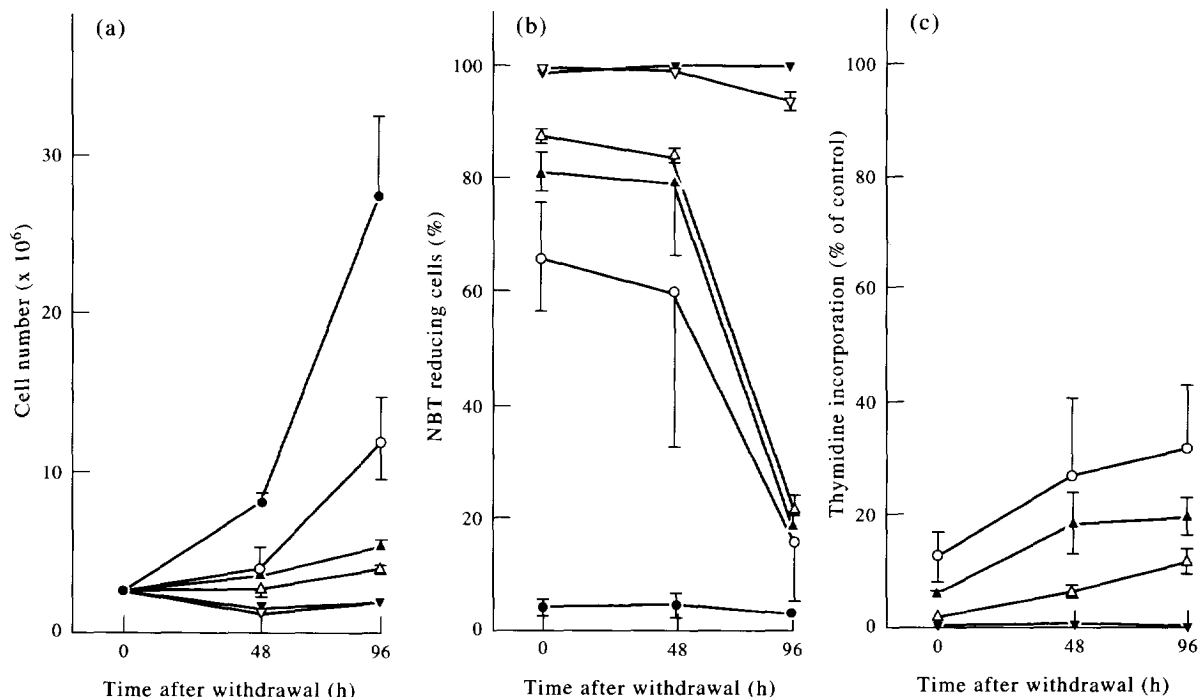 (a)
Cell number (x 10⁶)
30
20
10
0
0 48 96
Time after withdrawal (h)
(b)
NBT reducing cells (%)
100
80
60
40
20
0
0 48 96
Time after withdrawal (h)
(c)
Thymidine incorporation (% of control)
100
80
60
40
20
0
0 48 96
Time after withdrawal (h)